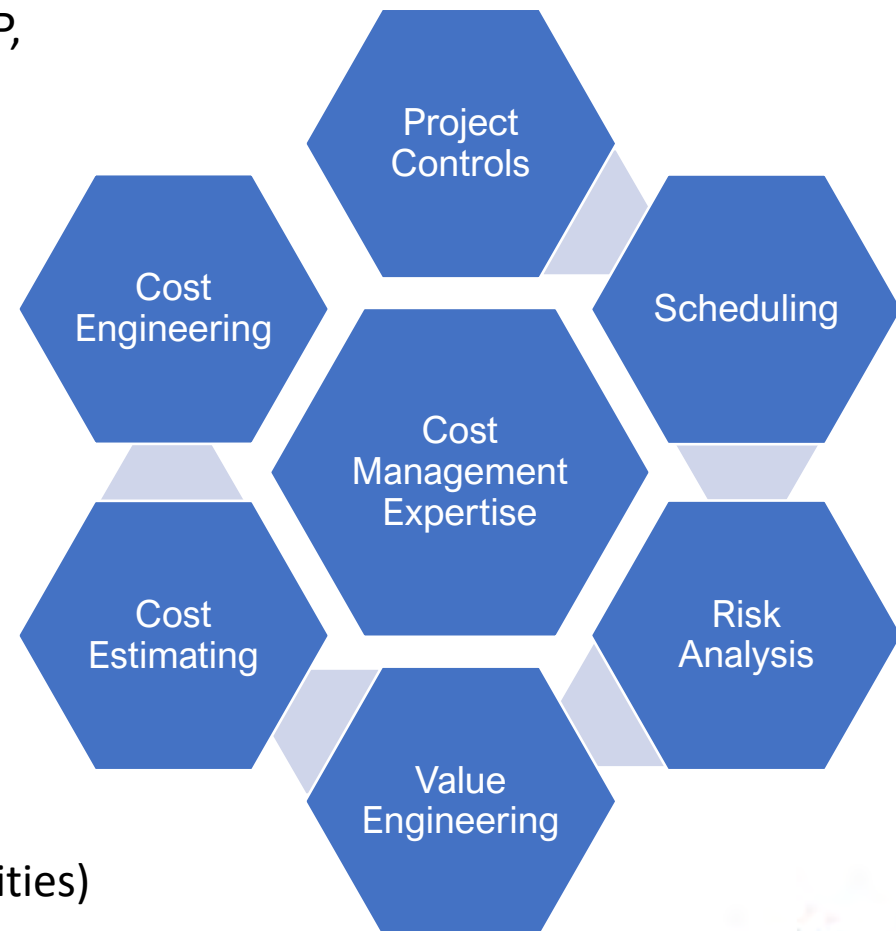 P,
Project
Controls
Scheduling
Risk
Analysis
Value
Engineering
Cost
Estimating
Cost
Engineering
Cost
Management
Expertise
ities)